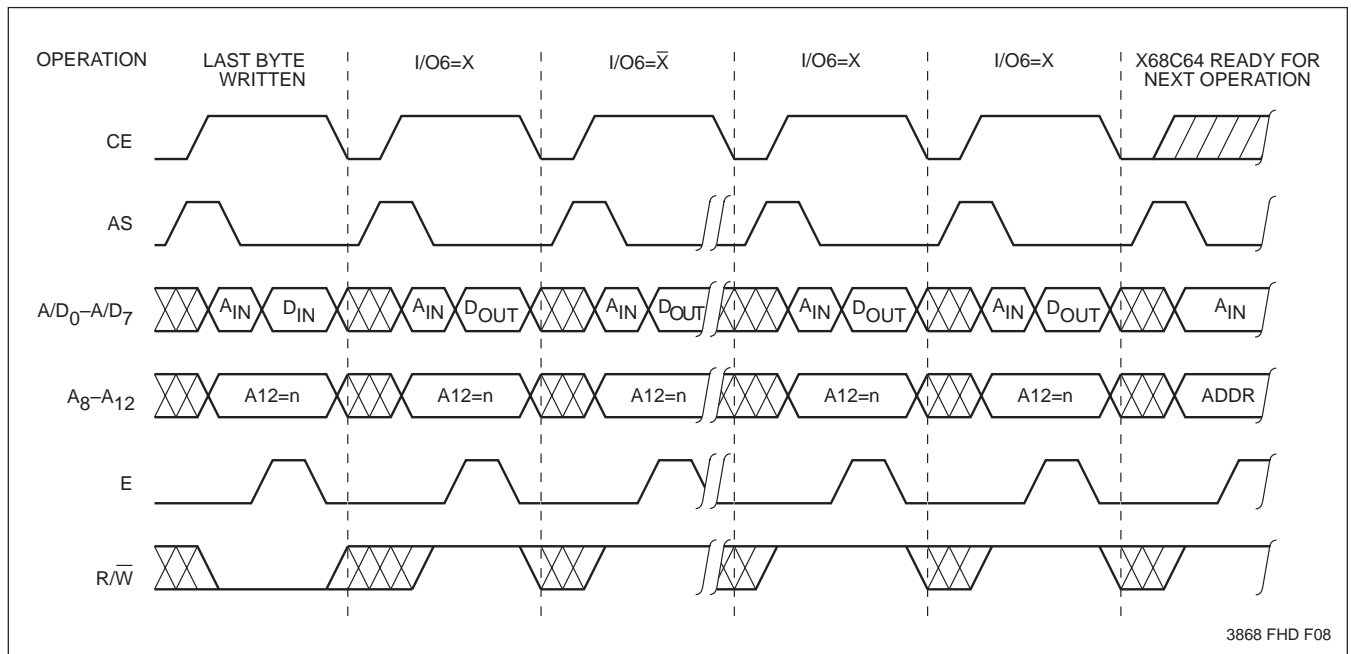 OPERATION
LAST BYTE
WRITTEN
I/O6=X
I/O6=X̅
I/O6=X
I/O6=X
X68C64 READY FOR
NEXT OPERATION
CE
AS
A/D0–A/D7
AIN
DIN
AIN
DOUT
AIN
DOUT
AIN
DOUT
AIN
DOUT
AIN
A8–A12
A12=n
A12=n
A12=n
A12=n
A12=n
ADDR
E
R/W̅
3868 FHD F08